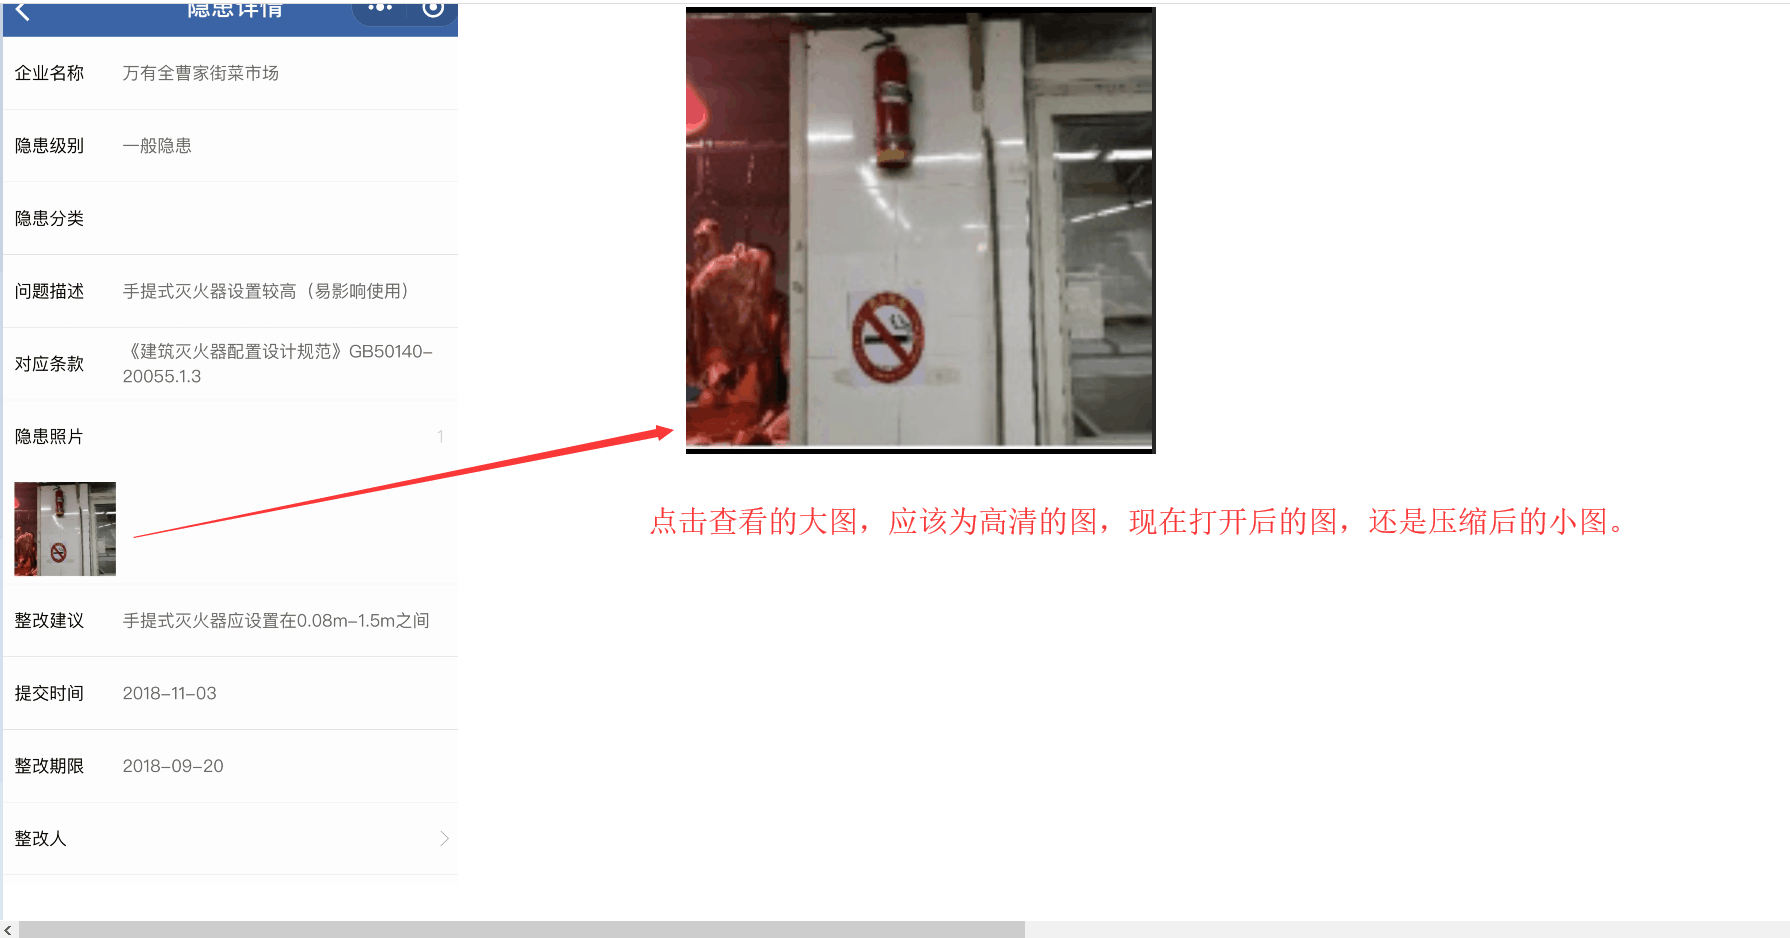 隐患详情
企业名称 万有全曹家街菜市场
隐患级别 一般隐患
隐患分类
问题描述 手提式灭火器设置较高（易影响使用）
对应条款 《建筑灭火器配置设计规范》GB50140-
20055.1.3
隐患照片 1
点击查看的大图，应该为高清的图，现在打开后的图，还是压缩后的小图。
整改建议 手提式灭火器应设置在0.08m-1.5m之间
提交时间 2018-11-03
整改期限 2018-09-20
整改人